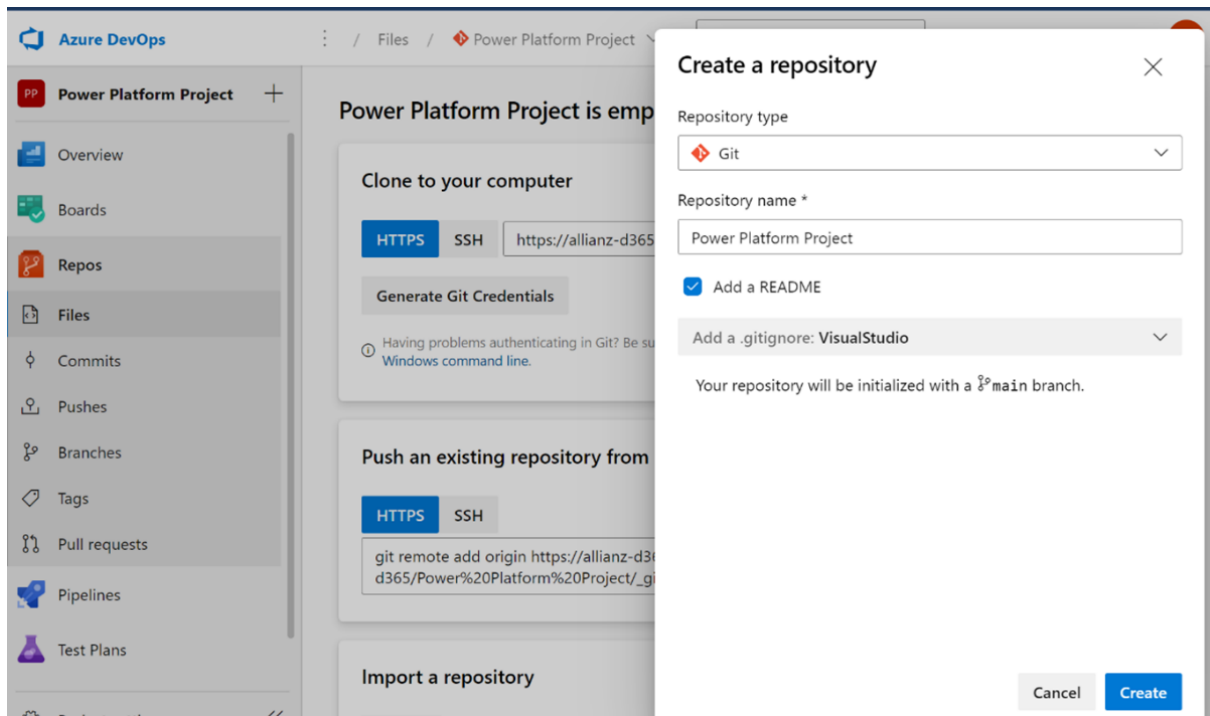 Azure DevOps
/ Files / Power Platform Project
PP Power Platform Project
Overview
Boards
Repos
Files
Commits
Pushes
Branches
Tags
Pull requests
Pipelines
Test Plans
Power Platform Project is emp
Clone to your computer
HTTPS SSH https://allianz-d365
Generate Git Credentials
Having problems authenticating in Git? Be su
Windows command line.
Push an existing repository from
HTTPS SSH
git remote add origin https://allianz-d36
d365/Power%20Platform%20Project/_gi
Import a repository
Create a repository
Repository type
Git
Repository name *
Power Platform Project
Add a README
Add a .gitignore: VisualStudio
Your repository will be initialized with a main branch.
Cancel Create